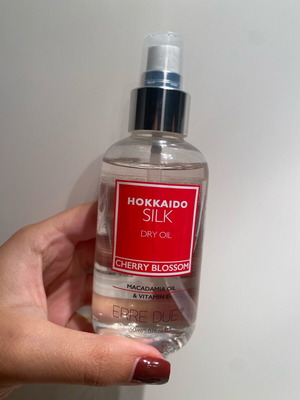 HOKKAIDO
SILK
DRY OIL
CHERRY BLOSSOM
MACADAMIA OIL
& VITAMIN E